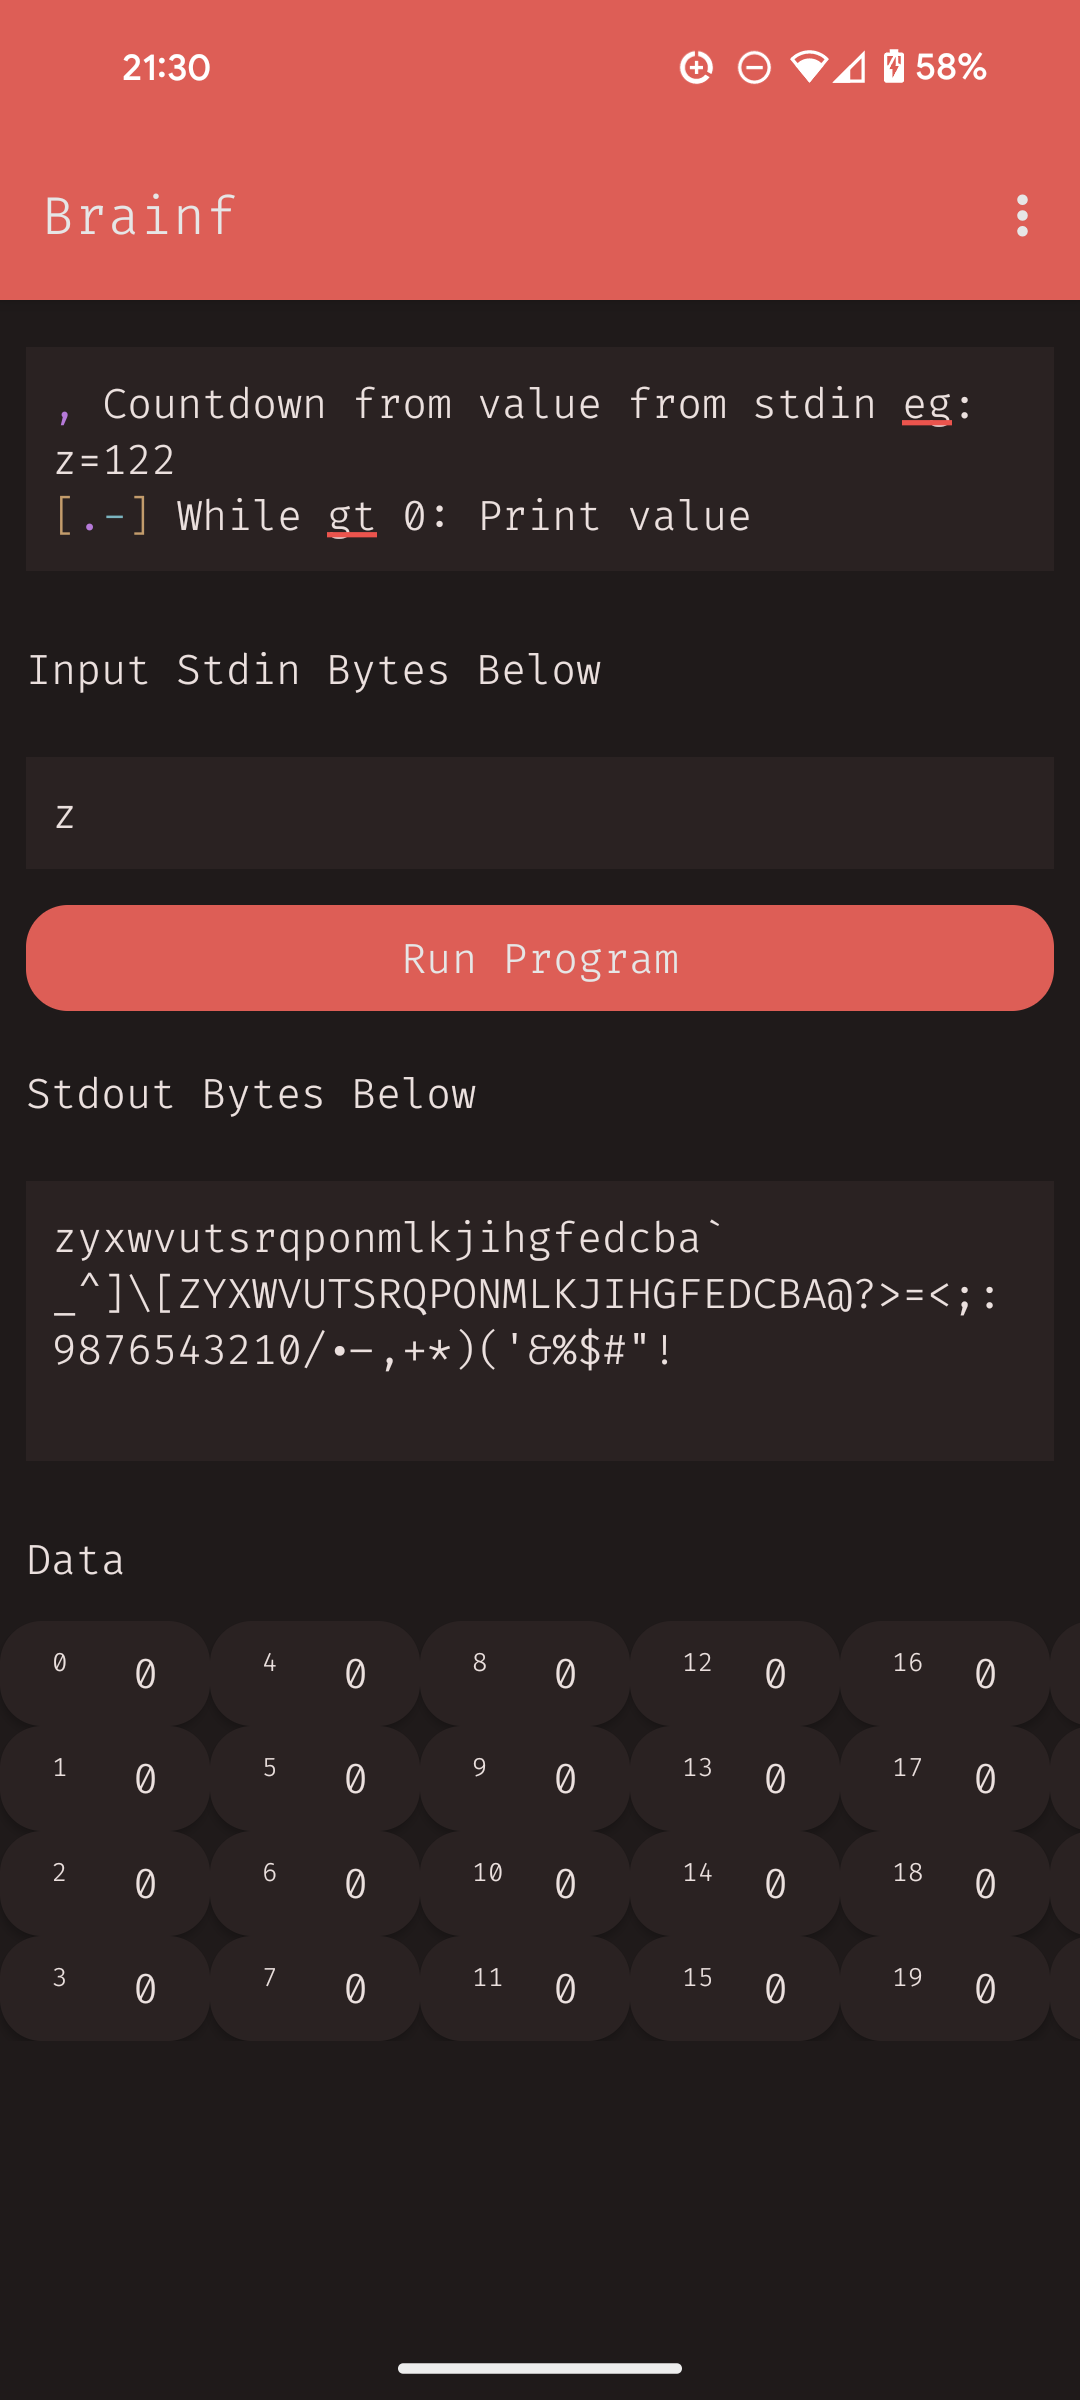 21:30 58%
Brainf
, Countdown from value from stdin eg:
z=122
[.-] While gt 0: Print value
Input Stdin Bytes Below
z
Run Program
Stdout Bytes Below
zyxwvutsrqponmlkjihgfedcba`
_^]\[ZYXWVUTSRQPONMLKJIHGFEDCBA@?>=<;:
9876543210/•-,+*)('&%$#"!
Data
0 0 4 0 8 0 12 0 16 0
1 0 5 0 9 0 13 0 17 0
2 0 6 0 10 0 14 0 18 0
3 0 7 0 11 0 15 0 19 0